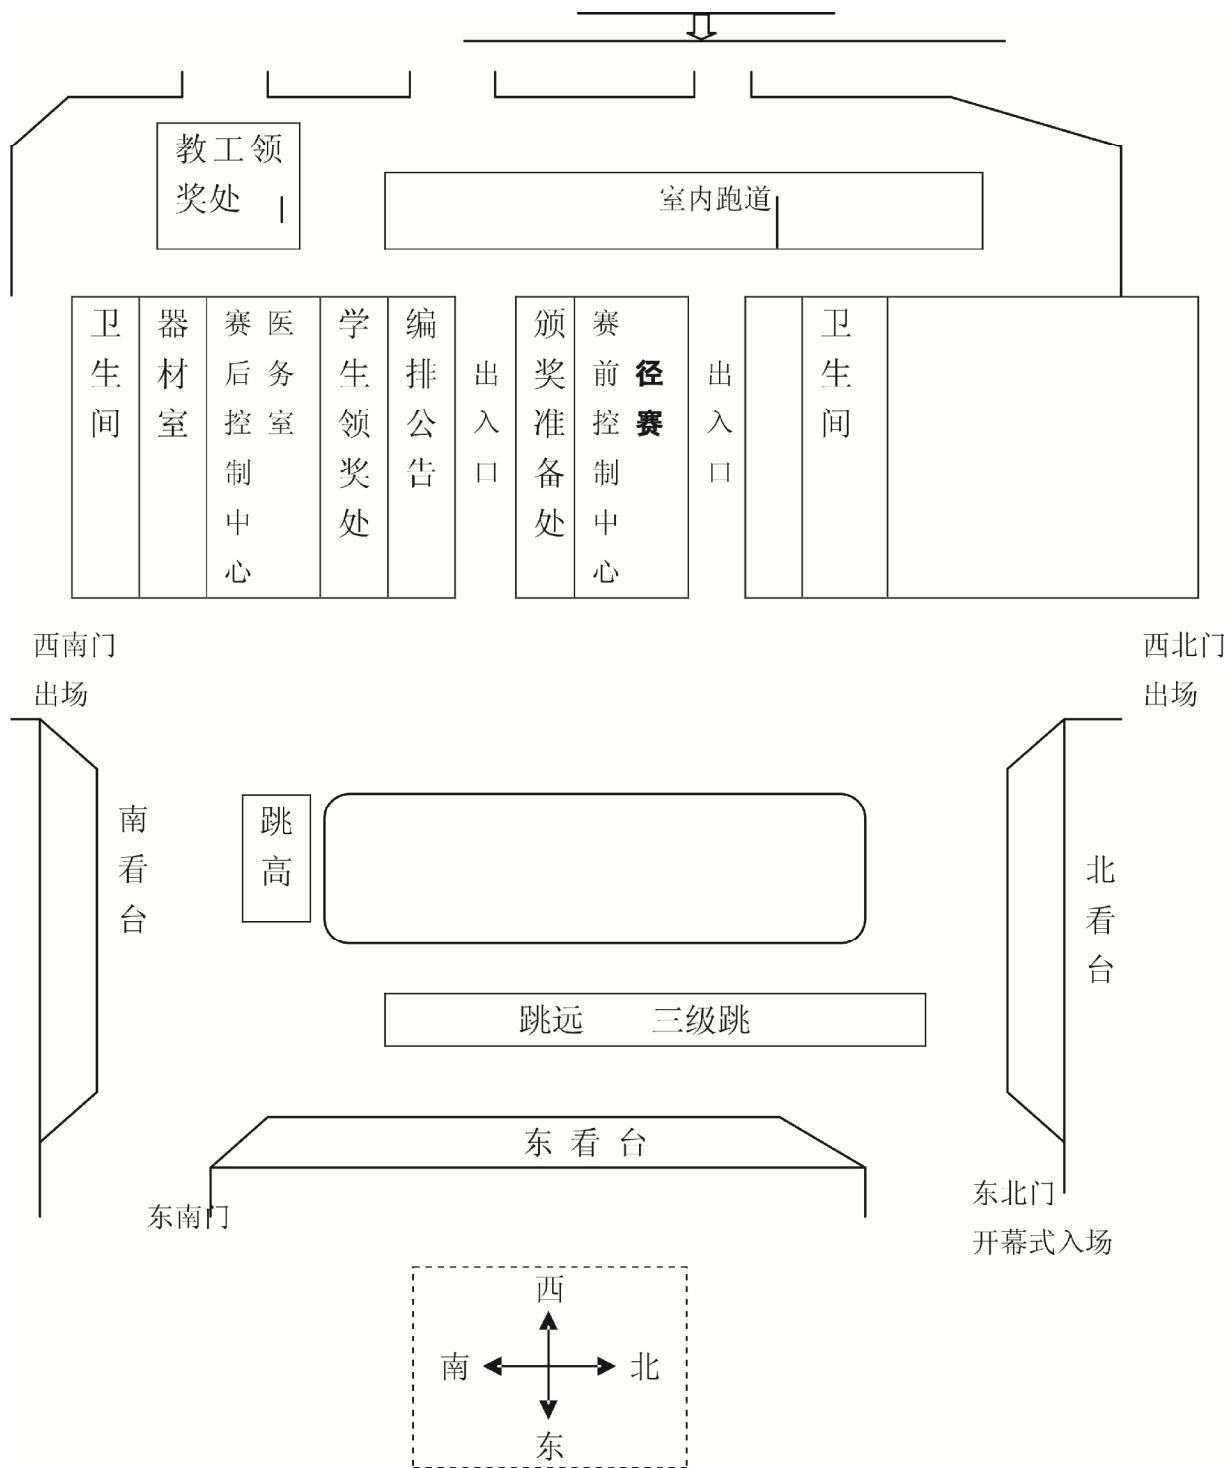 教工领
奖处
室内跑道
卫生间
器材室
赛后控制中心
医务室
学生领奖处
编排公告
出入口
颁奖准备处
赛前控制中心
径赛
出入口
卫生间
西南门
出场
西北门
出场
南看台
跳高
北看台
跳远 三级跳
东看台
东南门
东北门
开幕式入场
西
南 北
东